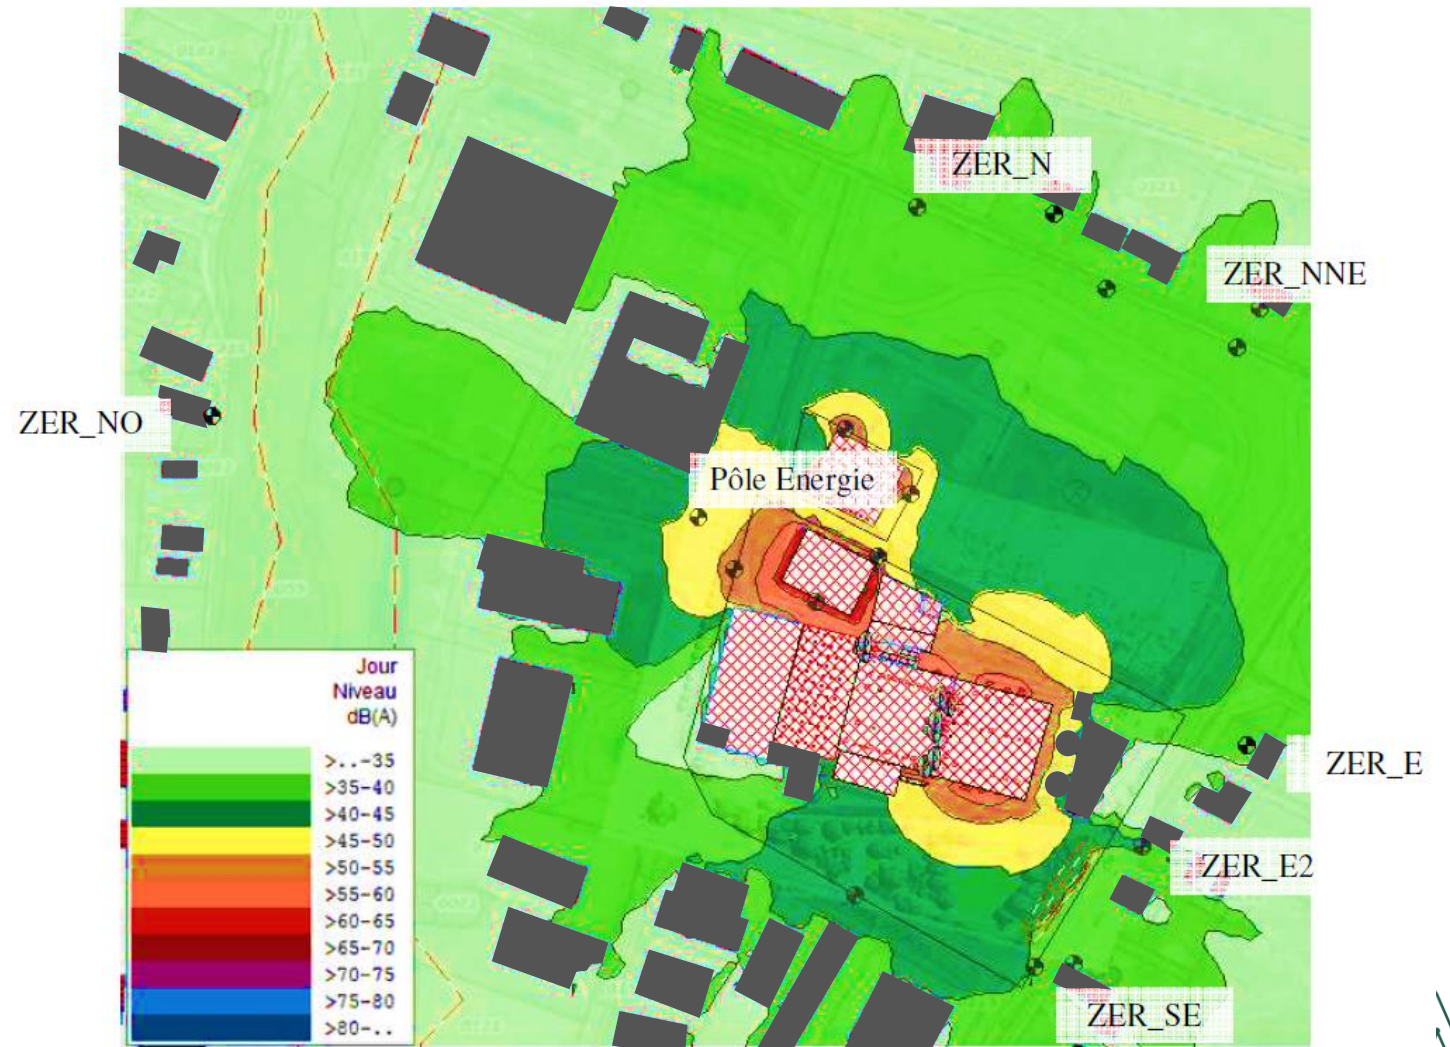 ZER_N
ZER_NNE
ZER_NO
Pôle Energie
ZER_E
ZER_E2
ZER_SE
Jour
Niveau
dB(A)
>..-35
>35-40
>40-45
>45-50
>50-55
>55-60
>60-65
>65-70
>70-75
>75-80
>80-..